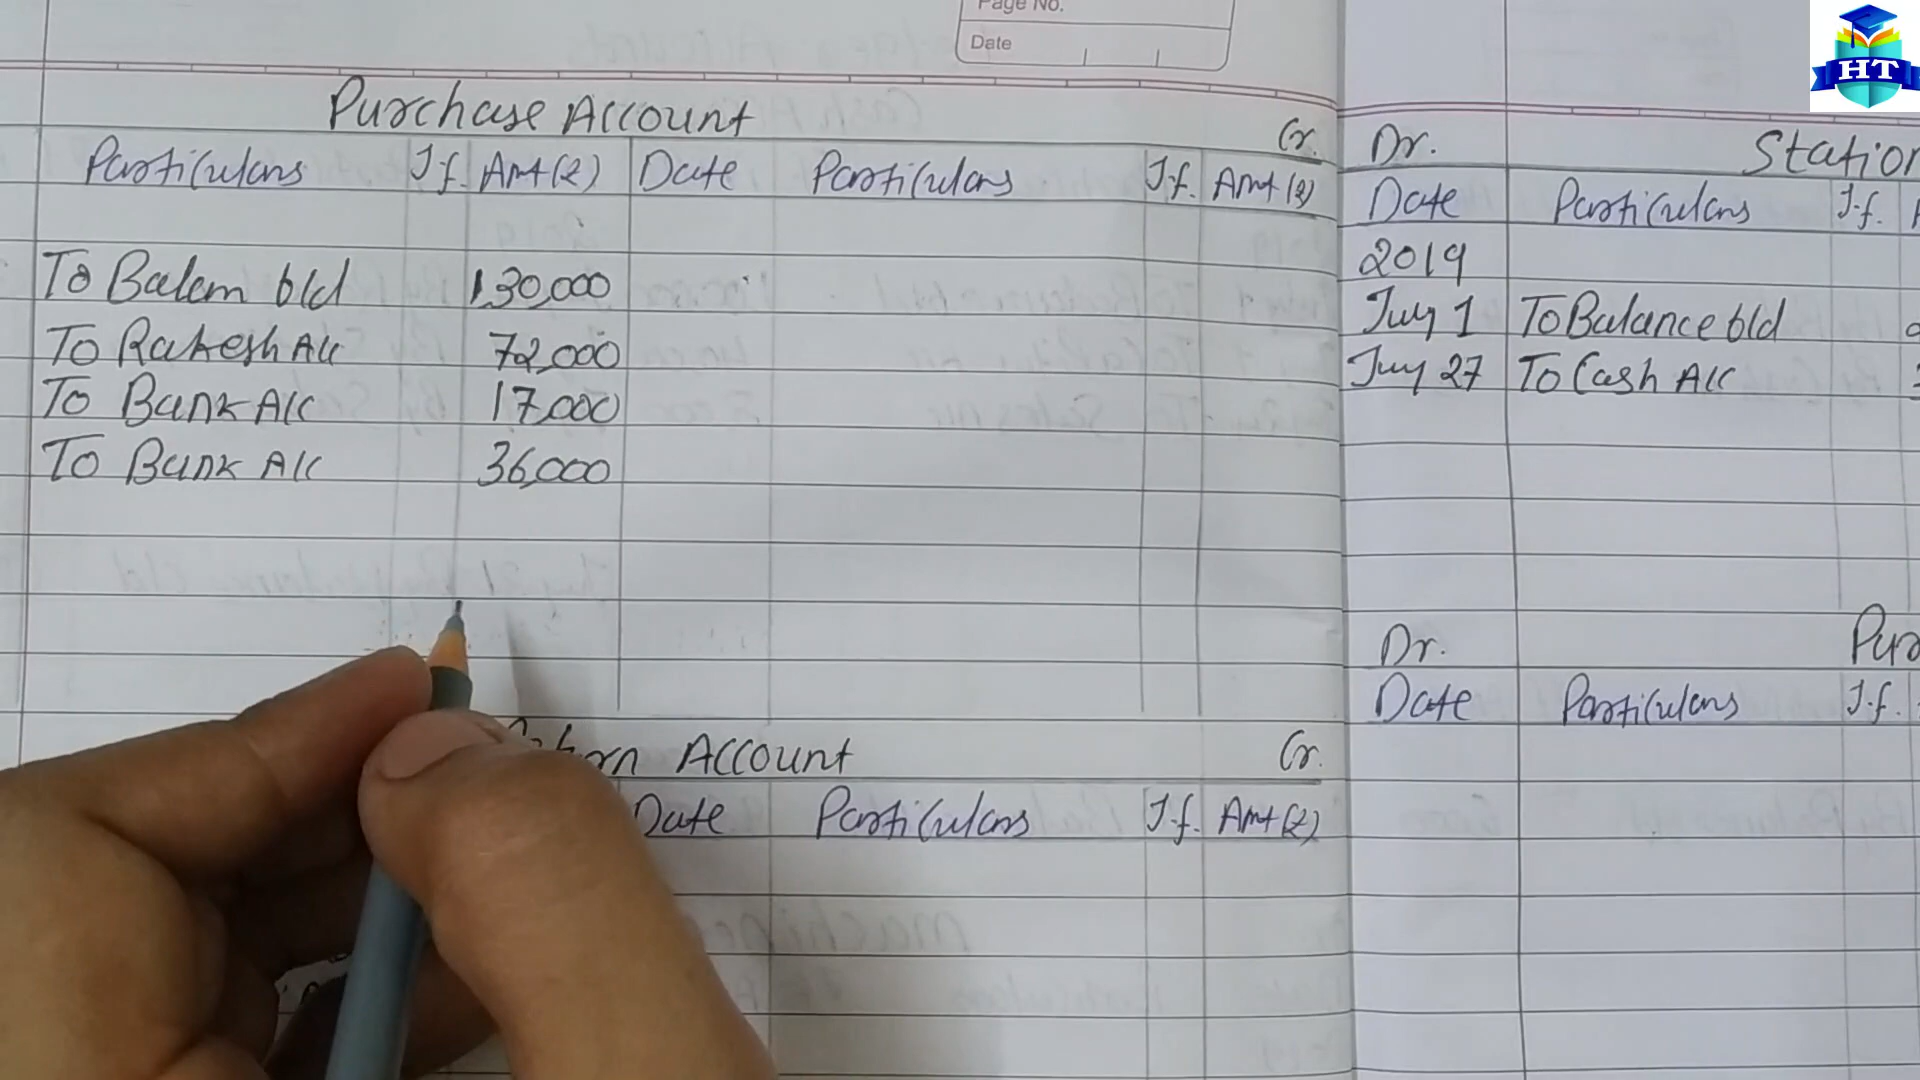 Page No.
Date
HT
Purchase Account
Cr.
Particulars J.f. Amt(₹) Date Particulars J.f. Amt(₹)
To Balam b/d 1,30,000
To Rakesh A/c 72,000
To Bank A/c 17,000
To Bank A/c 36,000
Account Cr.
Date Particulars J.f. Amt(₹)
Dr. Station
Date Particulars J.f.
2019
July 1 To Balance b/d
July 27 To Cash A/c
Dr. Pur
Date Particulars J.f.